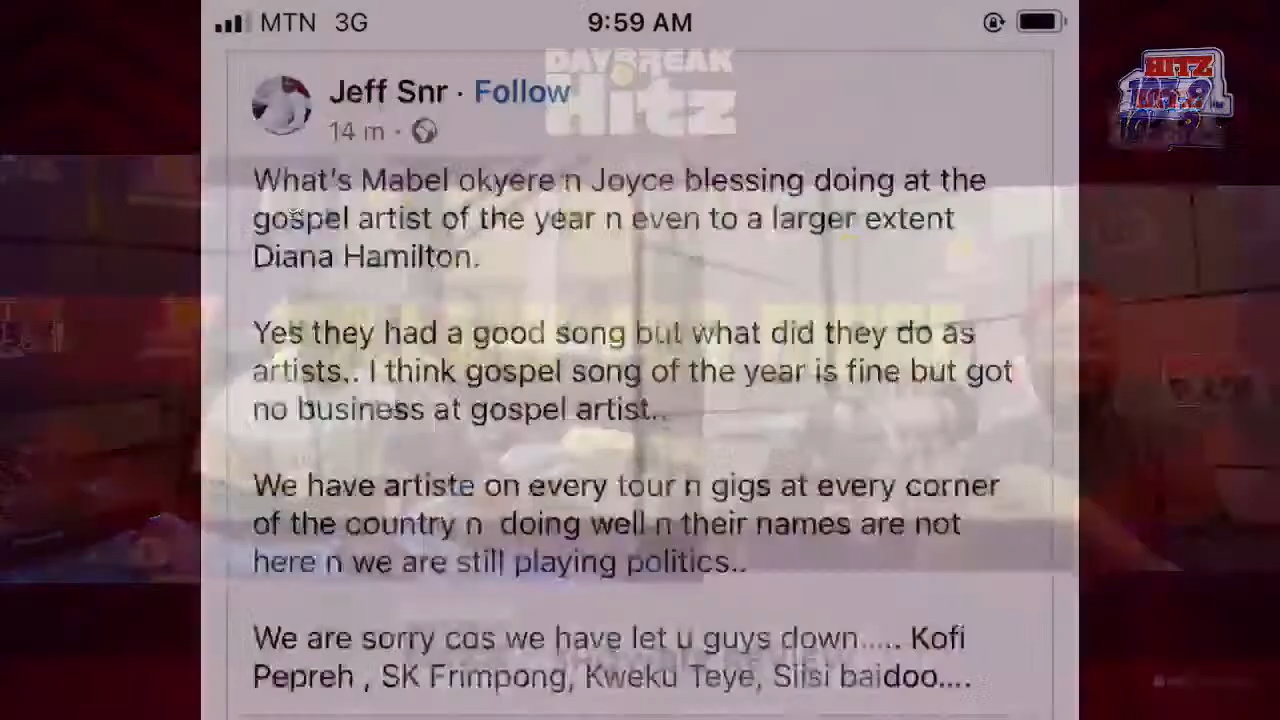 MTN 3G 9:59 AM
DAYBREAK
Hitz
HITZ
103.9
Jeff Snr · Follow
14 m ·
What's Mabel okyere n Joyce blessing doing at the
gospel artist of the year n even to a larger extent
Diana Hamilton.
Yes they had a good song but what did they do as
artists.. I think gospel song of the year is fine but got
no business at gospel artist..
We have artiste on every tour n gigs at every corner
of the country n doing well n their names are not
here n we are still playing politics..
We are sorry cos we have let u guys down..... Kofi
Pepreh , SK Frimpong, Kweku Teye, Siisi baidoo....